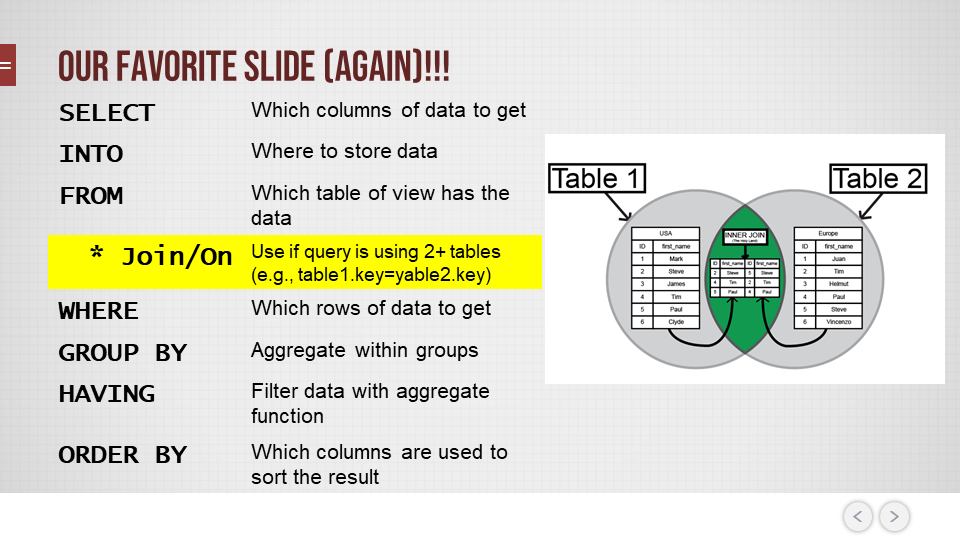 OUR FAVORITE SLIDE (AGAIN)!!!
SELECT Which columns of data to get
INTO Where to store data
FROM Which table of view has the
data
* Join/On Use if query is using 2+ tables
(e.g., table1.key=yable2.key)
WHERE Which rows of data to get
GROUP BY Aggregate within groups
HAVING Filter data with aggregate
function
ORDER BY Which columns are used to
sort the result
Table 1
Table 2
USA
ID first_name
1 Mark
2 Steve
3 James
4 Tim
5 Paul
6 Clyde
INNER JOIN
(The Holy Land)
ID first_name ID first_name
2 Steve 5 Steve
4 Tim 2 Tim
5 Paul 4 Paul
Europe
ID first_name
1 Juan
2 Tim
3 Helmut
4 Paul
5 Steve
6 Vincenzo